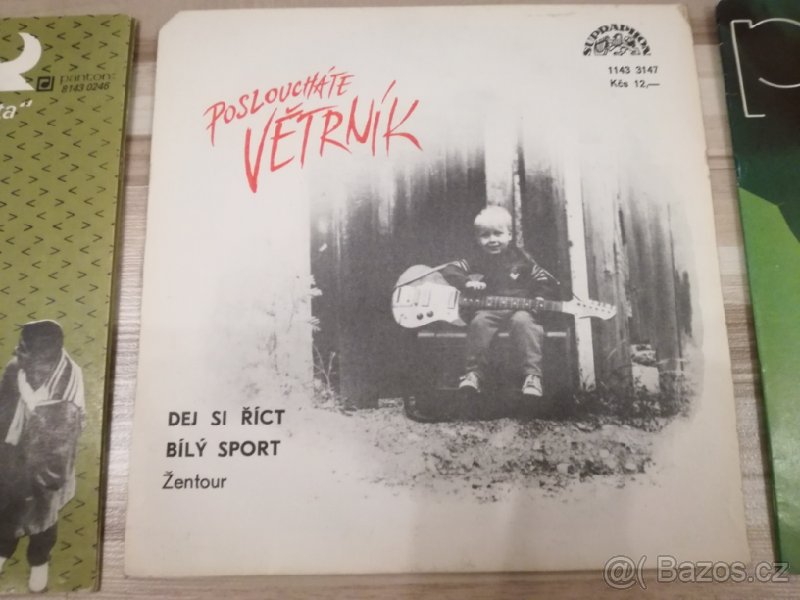 panton
8143 0246
ta"
POSLOUCHÁTE
VĚTRNÍK
SUPRAPHON
1143 3147
Kčs 12,—
DEJ SI ŘÍCT
BÍLÝ SPORT
Žentour
p
@ Bazos.cz